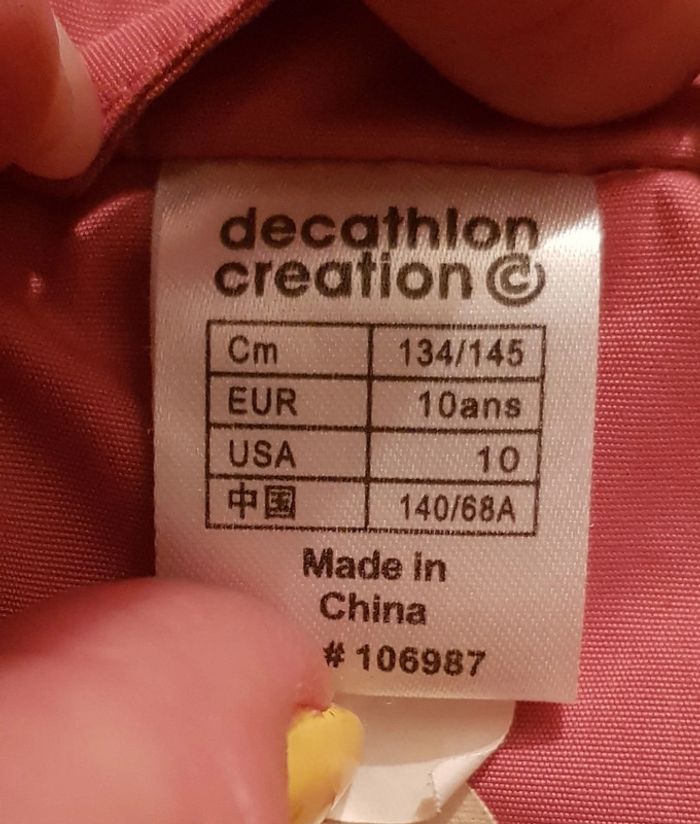 decathlon
creation ©
Cm 134/145
EUR 10ans
USA 10
中国 140/68A
Made in
China
# 106987